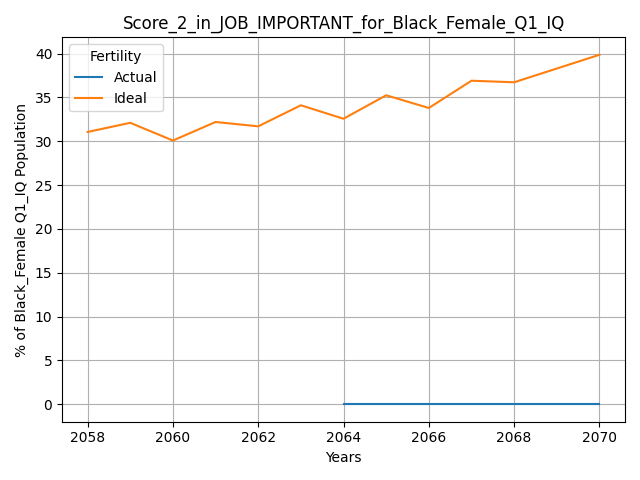 Score_2_in_JOB_IMPORTANT_for_Black_Female_Q1_IQ
Fertility
Actual
Ideal
% of Black_Female Q1_IQ Population
40
35
30
25
20
15
10
5
0
2058 2060 2062 2064 2066 2068 2070
Years